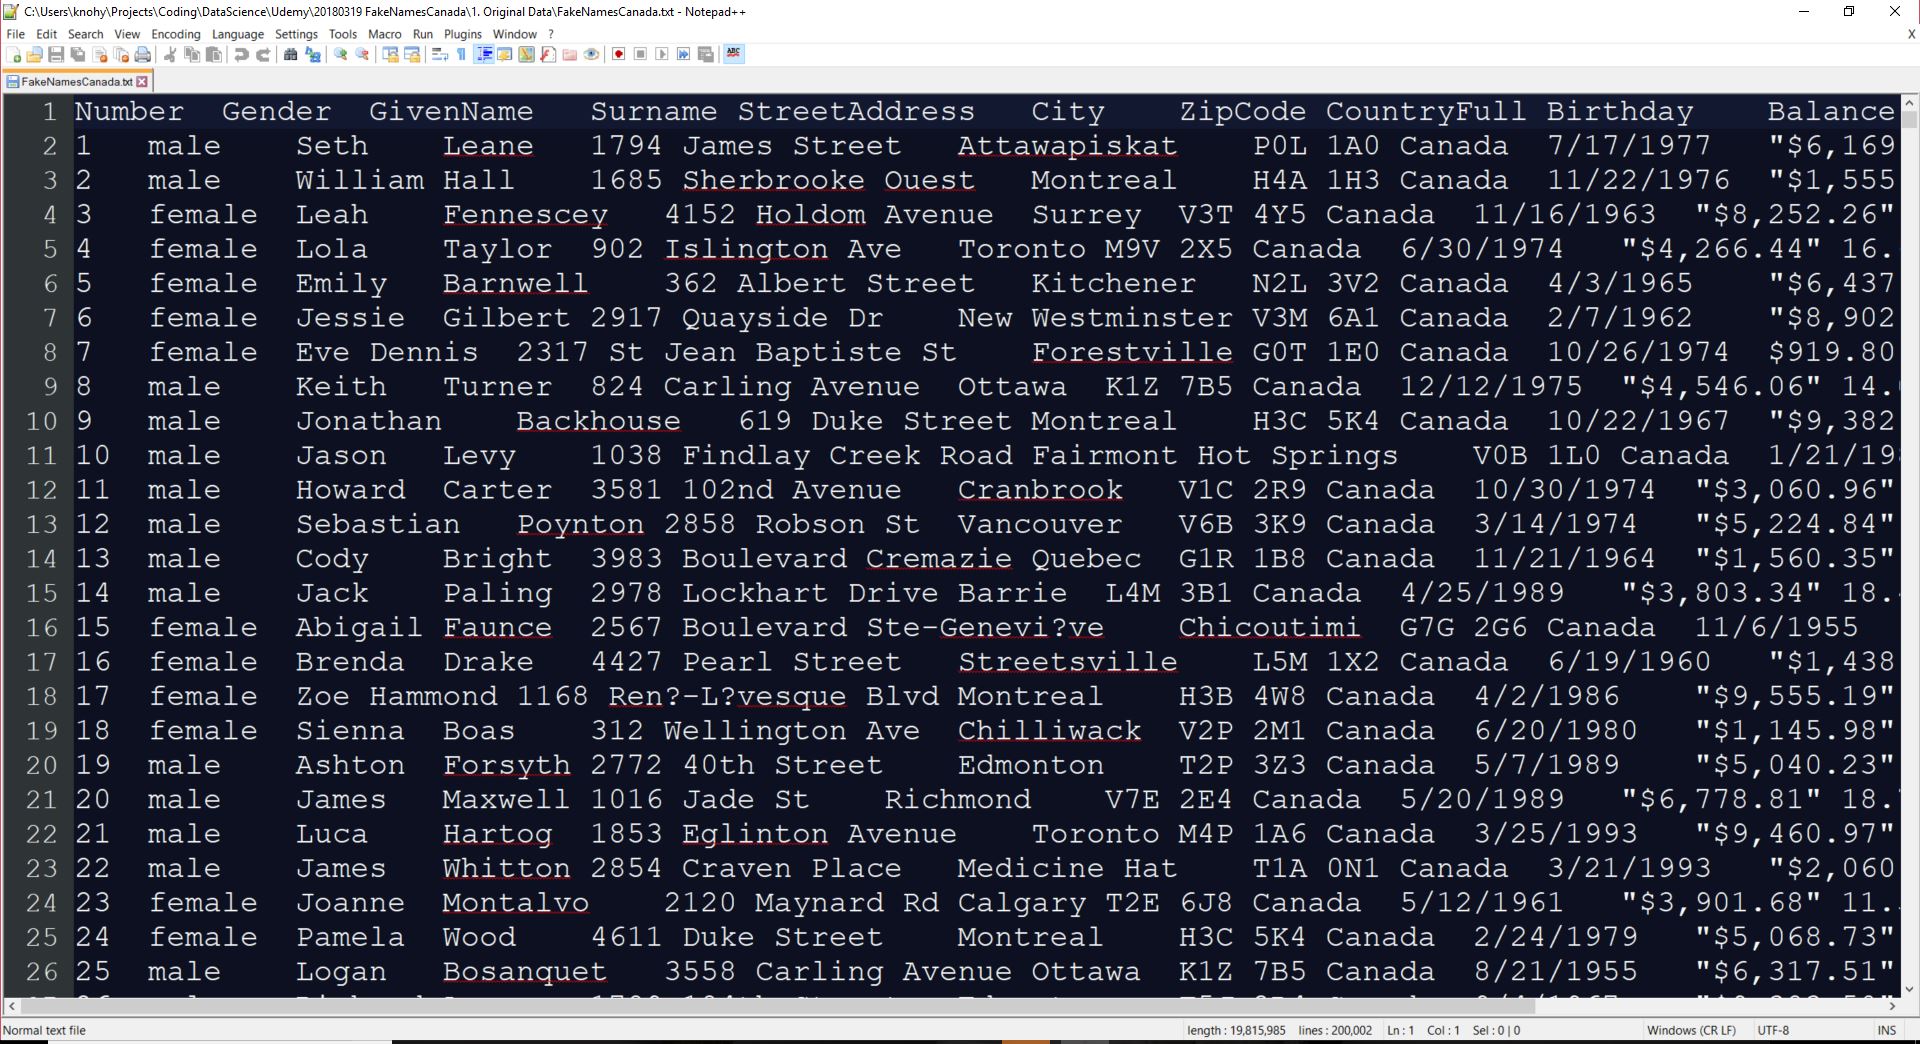 C:\Users\knohy\Projects\Coding\DataScience\Udemy\20180319 FakeNamesCanada\1. Original Data\FakeNamesCanada.txt - Notepad++
File Edit Search View Encoding Language Settings Tools Macro Run Plugins Window ? X
ABC
FakeNamesCanada.txt
1 Number Gender GivenName Surname StreetAddress City ZipCode CountryFull Birthday Balance
2 1 male Seth Leane 1794 James Street Attawapiskat P0L 1A0 Canada 7/17/1977 "$6,169
3 2 male William Hall 1685 Sherbrooke Ouest Montreal H4A 1H3 Canada 11/22/1976 "$1,555
4 3 female Leah Fennescey 4152 Holdom Avenue Surrey V3T 4Y5 Canada 11/16/1963 "$8,252.26"
5 4 female Lola Taylor 902 Islington Ave Toronto M9V 2X5 Canada 6/30/1974 "$4,266.44" 16.
6 5 female Emily Barnwell 362 Albert Street Kitchener N2L 3V2 Canada 4/3/1965 "$6,437
7 6 female Jessie Gilbert 2917 Quayside Dr New Westminster V3M 6A1 Canada 2/7/1962 "$8,902
8 7 female Eve Dennis 2317 St Jean Baptiste St Forestville G0T 1E0 Canada 10/26/1974 $919.80
9 8 male Keith Turner 824 Carling Avenue Ottawa K1Z 7B5 Canada 12/12/1975 "$4,546.06" 14.
10 9 male Jonathan Backhouse 619 Duke Street Montreal H3C 5K4 Canada 10/22/1967 "$9,382
11 10 male Jason Levy 1038 Findlay Creek Road Fairmont Hot Springs V0B 1L0 Canada 1/21/19
12 11 male Howard Carter 3581 102nd Avenue Cranbrook V1C 2R9 Canada 10/30/1974 "$3,060.96"
13 12 male Sebastian Poynton 2858 Robson St Vancouver V6B 3K9 Canada 3/14/1974 "$5,224.84"
14 13 male Cody Bright 3983 Boulevard Cremazie Quebec G1R 1B8 Canada 11/21/1964 "$1,560.35"
15 14 male Jack Paling 2978 Lockhart Drive Barrie L4M 3B1 Canada 4/25/1989 "$3,803.34" 18.
16 15 female Abigail Faunce 2567 Boulevard Ste-Genevi?ve Chicoutimi G7G 2G6 Canada 11/6/1955
17 16 female Brenda Drake 4427 Pearl Street Streetsville L5M 1X2 Canada 6/19/1960 "$1,438
18 17 female Zoe Hammond 1168 Ren?-L?vesque Blvd Montreal H3B 4W8 Canada 4/2/1986 "$9,555.19"
19 18 female Sienna Boas 312 Wellington Ave Chilliwack V2P 2M1 Canada 6/20/1980 "$1,145.98"
20 19 male Ashton Forsyth 2772 40th Street Edmonton T2P 3Z3 Canada 5/7/1989 "$5,040.23"
21 20 male James Maxwell 1016 Jade St Richmond V7E 2E4 Canada 5/20/1989 "$6,778.81" 18.
22 21 male Luca Hartog 1853 Eglinton Avenue Toronto M4P 1A6 Canada 3/25/1993 "$9,460.97"
23 22 male James Whitton 2854 Craven Place Medicine Hat T1A 0N1 Canada 3/21/1993 "$2,060
24 23 female Joanne Montalvo 2120 Maynard Rd Calgary T2E 6J8 Canada 5/12/1961 "$3,901.68" 11.
25 24 female Pamela Wood 4611 Duke Street Montreal H3C 5K4 Canada 2/24/1979 "$5,068.73"
26 25 male Logan Bosanquet 3558 Carling Avenue Ottawa K1Z 7B5 Canada 8/21/1955 "$6,317.51"
Normal text file length : 19,815,985 lines : 200,002 Ln : 1 Col : 1 Sel : 0 | 0 Windows (CR LF) UTF-8 INS